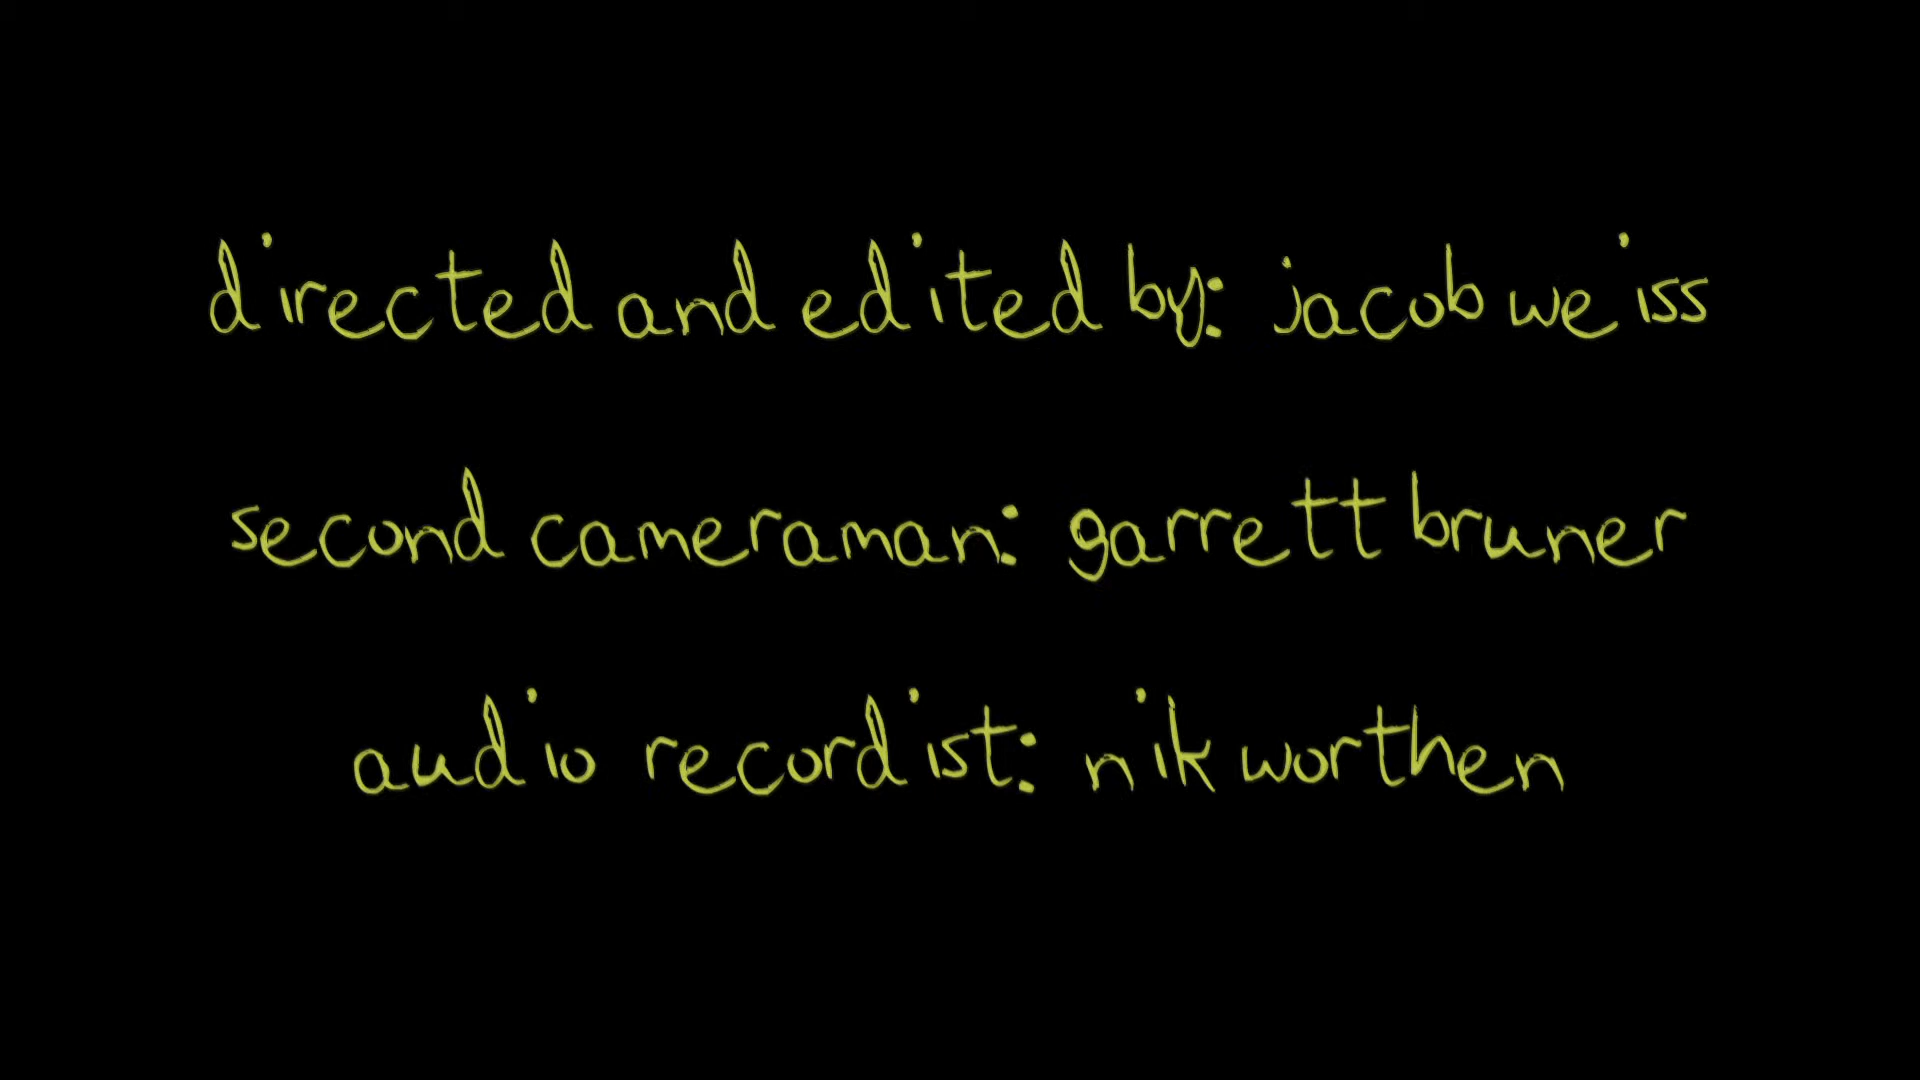 directed and edited by: jacob weiss
second cameraman: garrett bruner
audio recordist: nik worthen